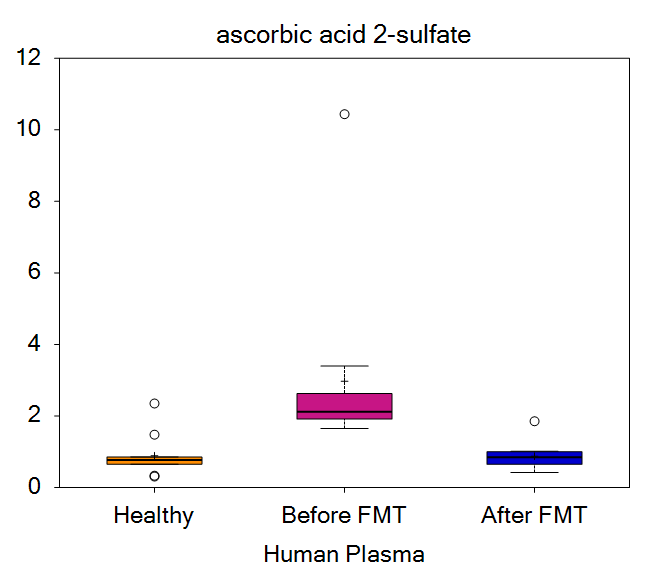 ascorbic acid 2-sulfate
12
10
8
6
4
2
0
Healthy Before FMT After FMT
Human Plasma